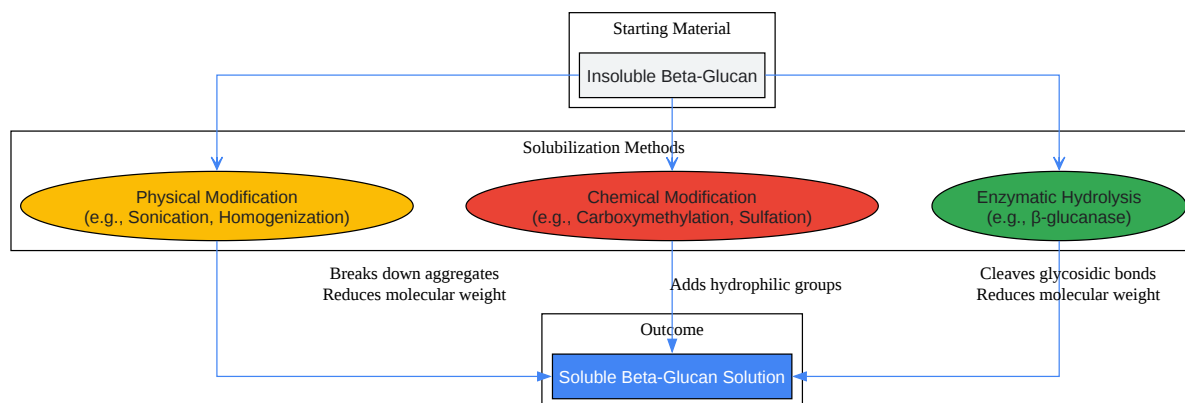 Starting Material
Insoluble Beta-Glucan
Solubilization Methods
Physical Modification
(e.g., Sonication, Homogenization)
Chemical Modification
(e.g., Carboxymethylation, Sulfation)
Enzymatic Hydrolysis
(e.g., β-glucanase)
Breaks down aggregates
Reduces molecular weight
Adds hydrophilic groups
Cleaves glycosidic bonds
Reduces molecular weight
Outcome
Soluble Beta-Glucan Solution